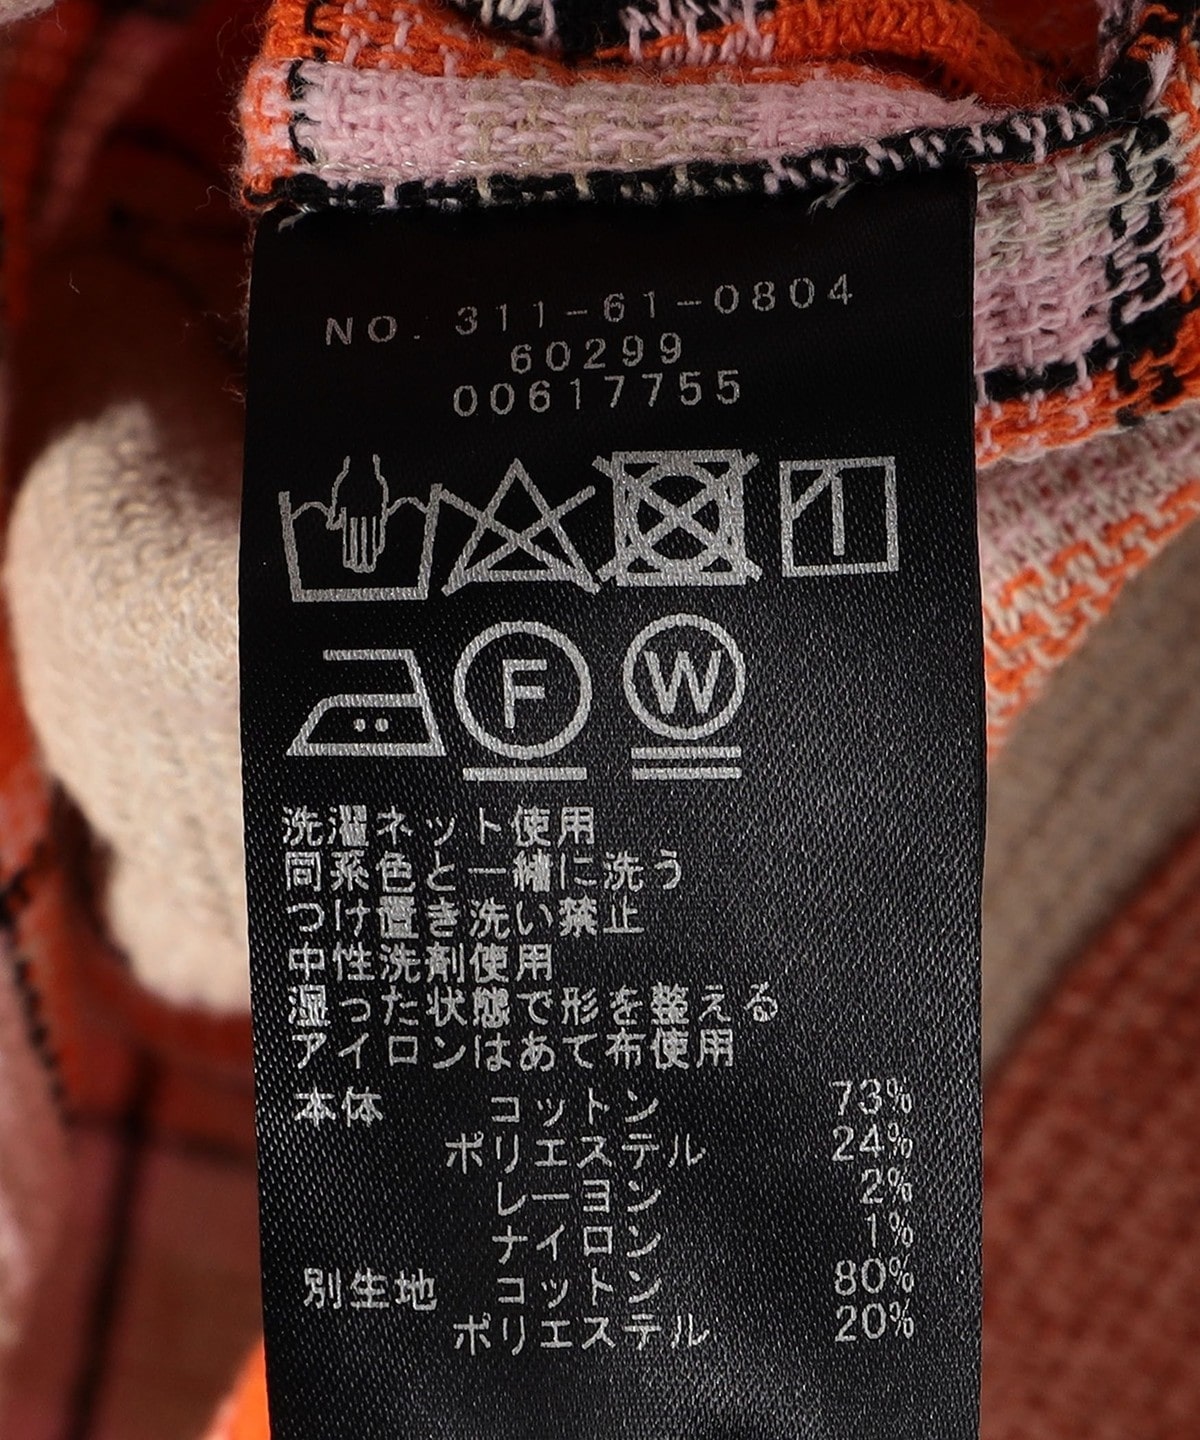 NO. 311-61-0804
60299
00617755
F W
洗濯ネット使用
同系色と一緒に洗う
つけ置き洗い禁止
中性洗剤使用
湿った状態で形を整える
アイロンはあて布使用
本体 コットン 73%
ポリエステル 24%
レーヨン 2%
ナイロン 1%
別生地 コットン 80%
ポリエステル 20%